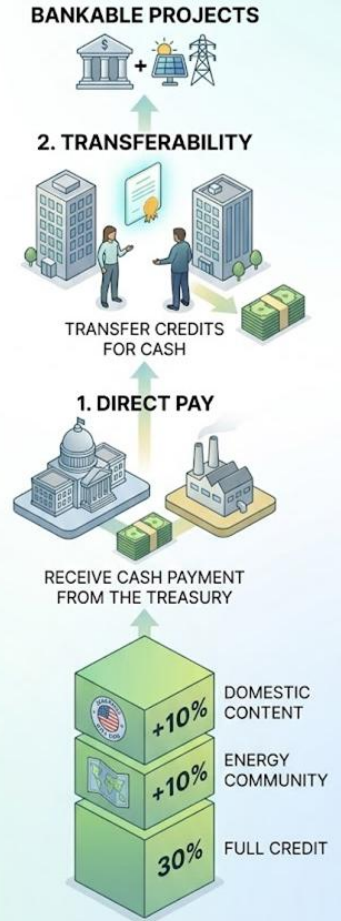 BANKABLE PROJECTS
$
+
2. TRANSFERABILITY
TRANSFER CREDITS
FOR CASH
1. DIRECT PAY
RECEIVE CASH PAYMENT
FROM THE TREASURY
+10%
DOMESTIC
CONTENT
+10%
ENERGY
COMMUNITY
30%
FULL CREDIT